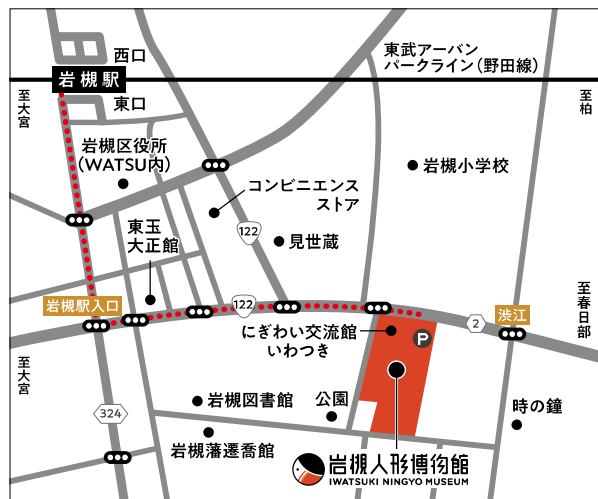 西口
東武アーバン
パークライン（野田線）
岩槻駅
東口
至大宮
至柏
岩槻区役所
（WATSU内）
岩槻小学校
コンビニエンス
ストア
東玉
大正館
122
見世蔵
岩槻駅入口
122
渋江
至春日部
2
にぎわい交流館
いわつき
P
至大宮
324
岩槻図書館
公園
時の鐘
岩槻藩遷喬館
岩槻人形博物館
IWATSUKI NINGYO MUSEUM